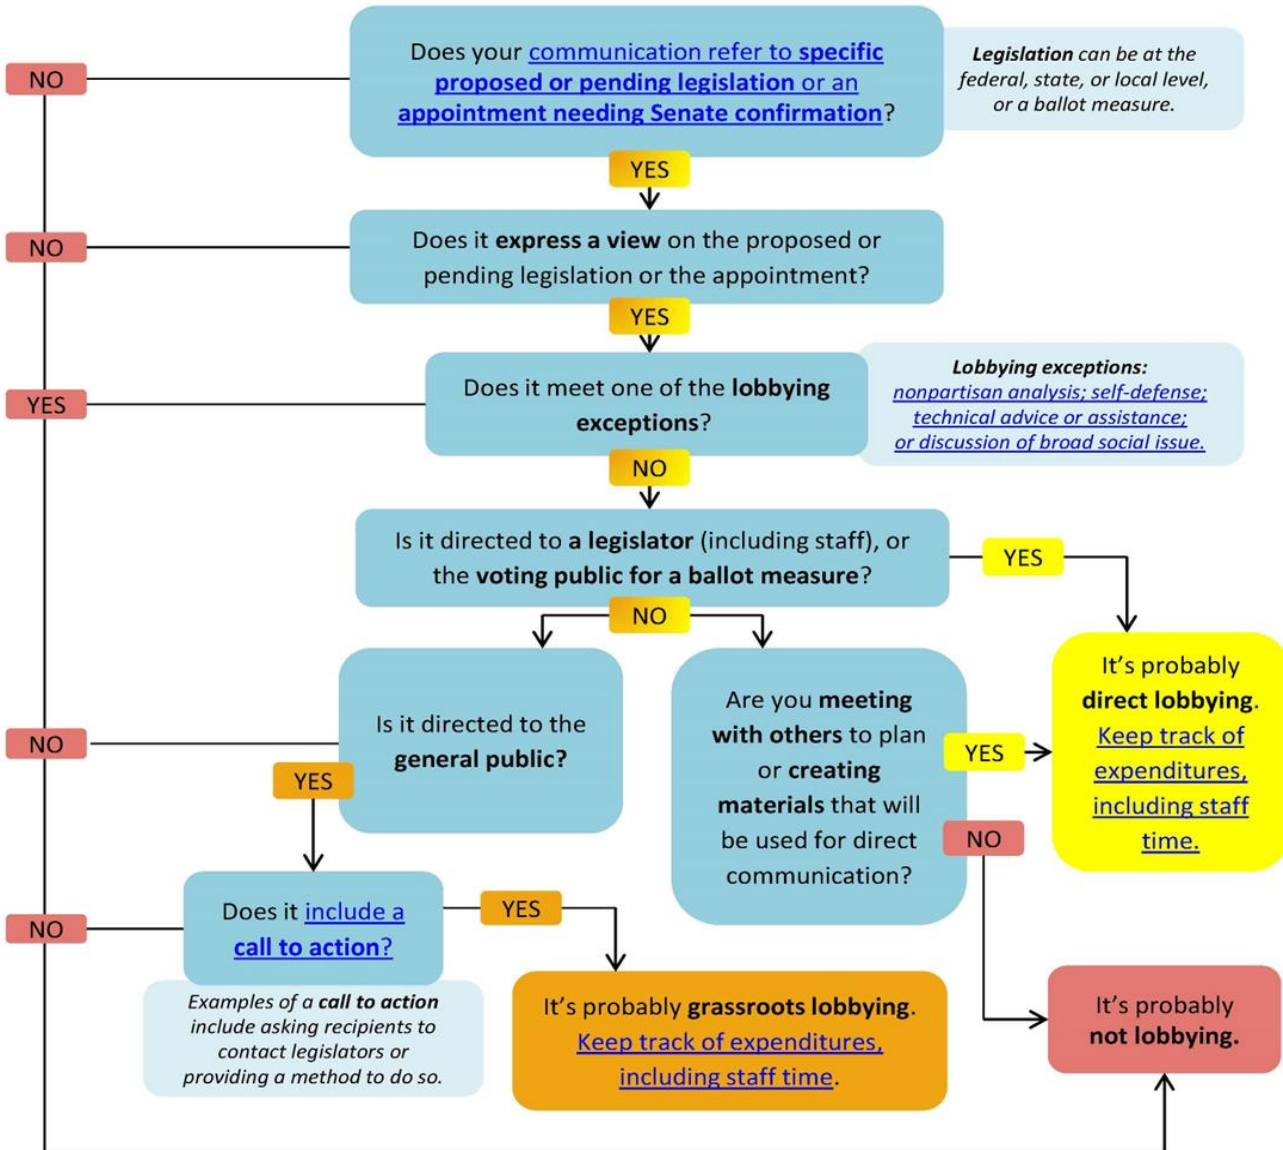 Does your communication refer to specific
proposed or pending legislation or an
appointment needing Senate confirmation?
Legislation can be at the
federal, state, or local level,
or a ballot measure.
NO
YES
Does it express a view on the proposed or
pending legislation or the appointment?
NO
YES
Does it meet one of the lobbying
exceptions?
Lobbying exceptions:
nonpartisan analysis; self-defense;
technical advice or assistance;
or discussion of broad social issue.
YES
NO
Is it directed to a legislator (including staff), or
the voting public for a ballot measure?
YES
NO
Is it directed to the
general public?
NO
YES
Are you meeting
with others to plan
or creating
materials that will
be used for direct
communication?
YES
NO
It’s probably
direct lobbying.
Keep track of
expenditures,
including staff
time.
Does it include a
call to action?
NO
YES
Examples of a call to action
include asking recipients to
contact legislators or
providing a method to do so.
It’s probably grassroots lobbying.
Keep track of expenditures,
including staff time.
It’s probably
not lobbying.